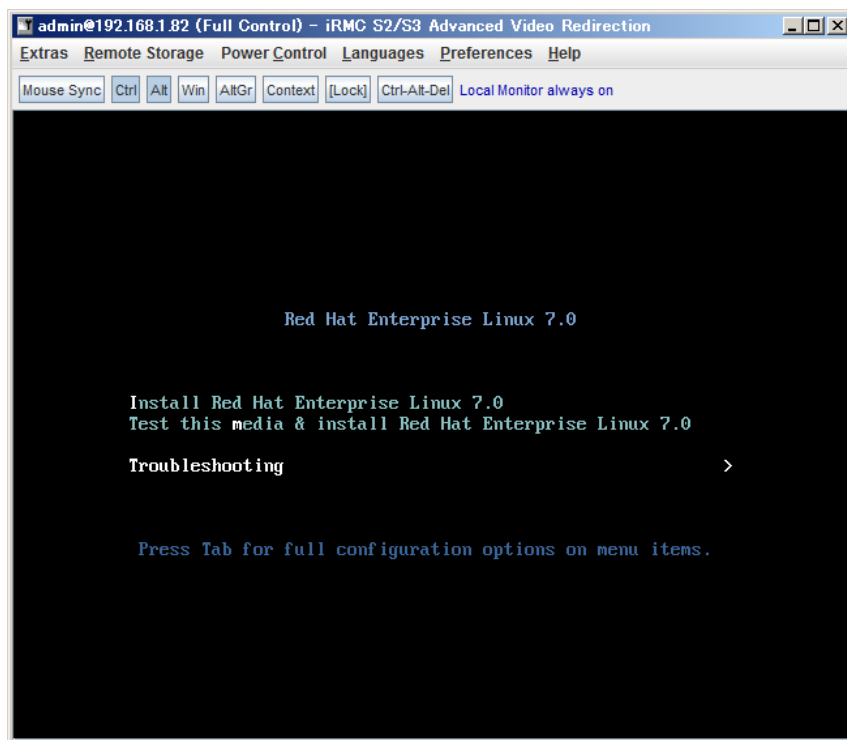 admin@192.168.1.82 (Full Control) - iRMC S2/S3 Advanced Video Redirection
Extras Remote Storage Power Control Languages Preferences Help
Mouse Sync Ctrl Alt Win AltGr Context [Lock] Ctrl-Alt-Del Local Monitor always on
Red Hat Enterprise Linux 7.0
Install Red Hat Enterprise Linux 7.0
Test this media & install Red Hat Enterprise Linux 7.0
Troubleshooting >
Press Tab for full configuration options on menu items.